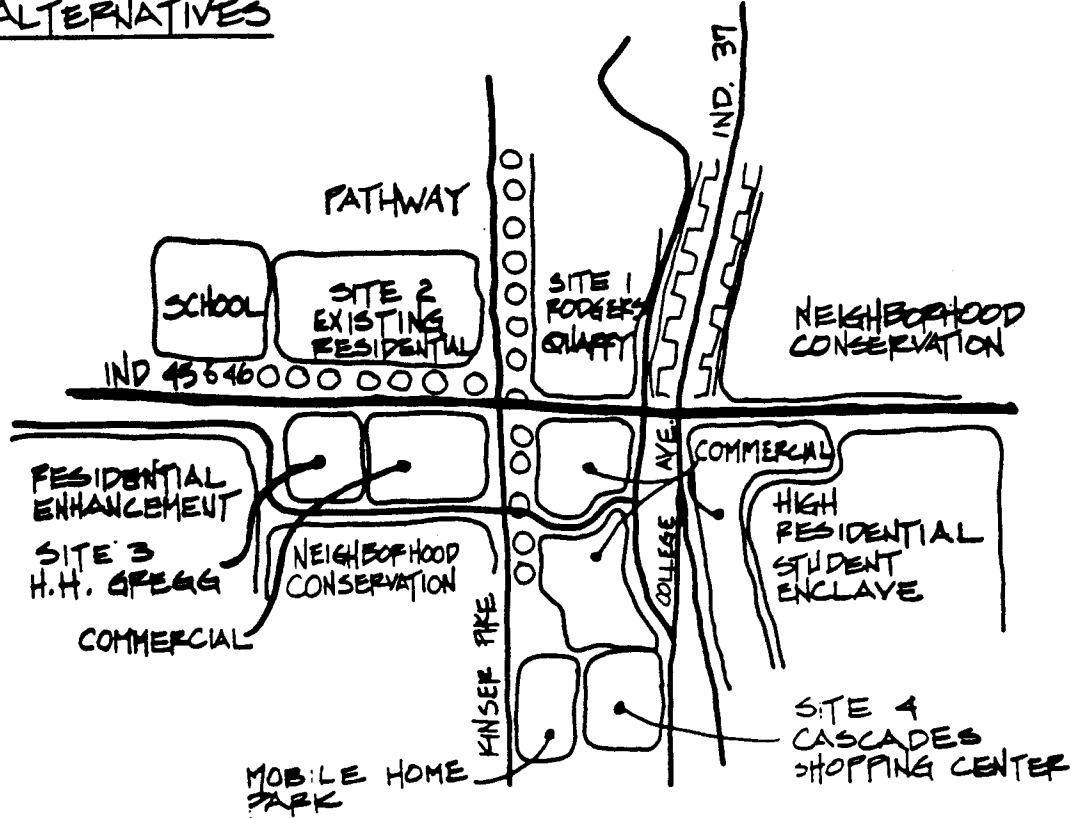 ALTERNATIVES
IND. 37
PATHWAY
SCHOOL
SITE 2
EXISTING
RESIDENTIAL
SITE 1
RODGERS
QUARRY
NEIGHBORHOOD
CONSERVATION
IND 45 & 46
RESIDENTIAL
ENHANCEMENT
SITE 3
H.H. GREGG
COMMERCIAL
NEIGHBORHOOD
CONSERVATION
KINSER PIKE
COLLEGE AVE.
COMMERCIAL
HIGH
RESIDENTIAL
STUDENT
ENCLAVE
MOBILE HOME
PARK
SITE 4
CASCADES
SHOPPING CENTER